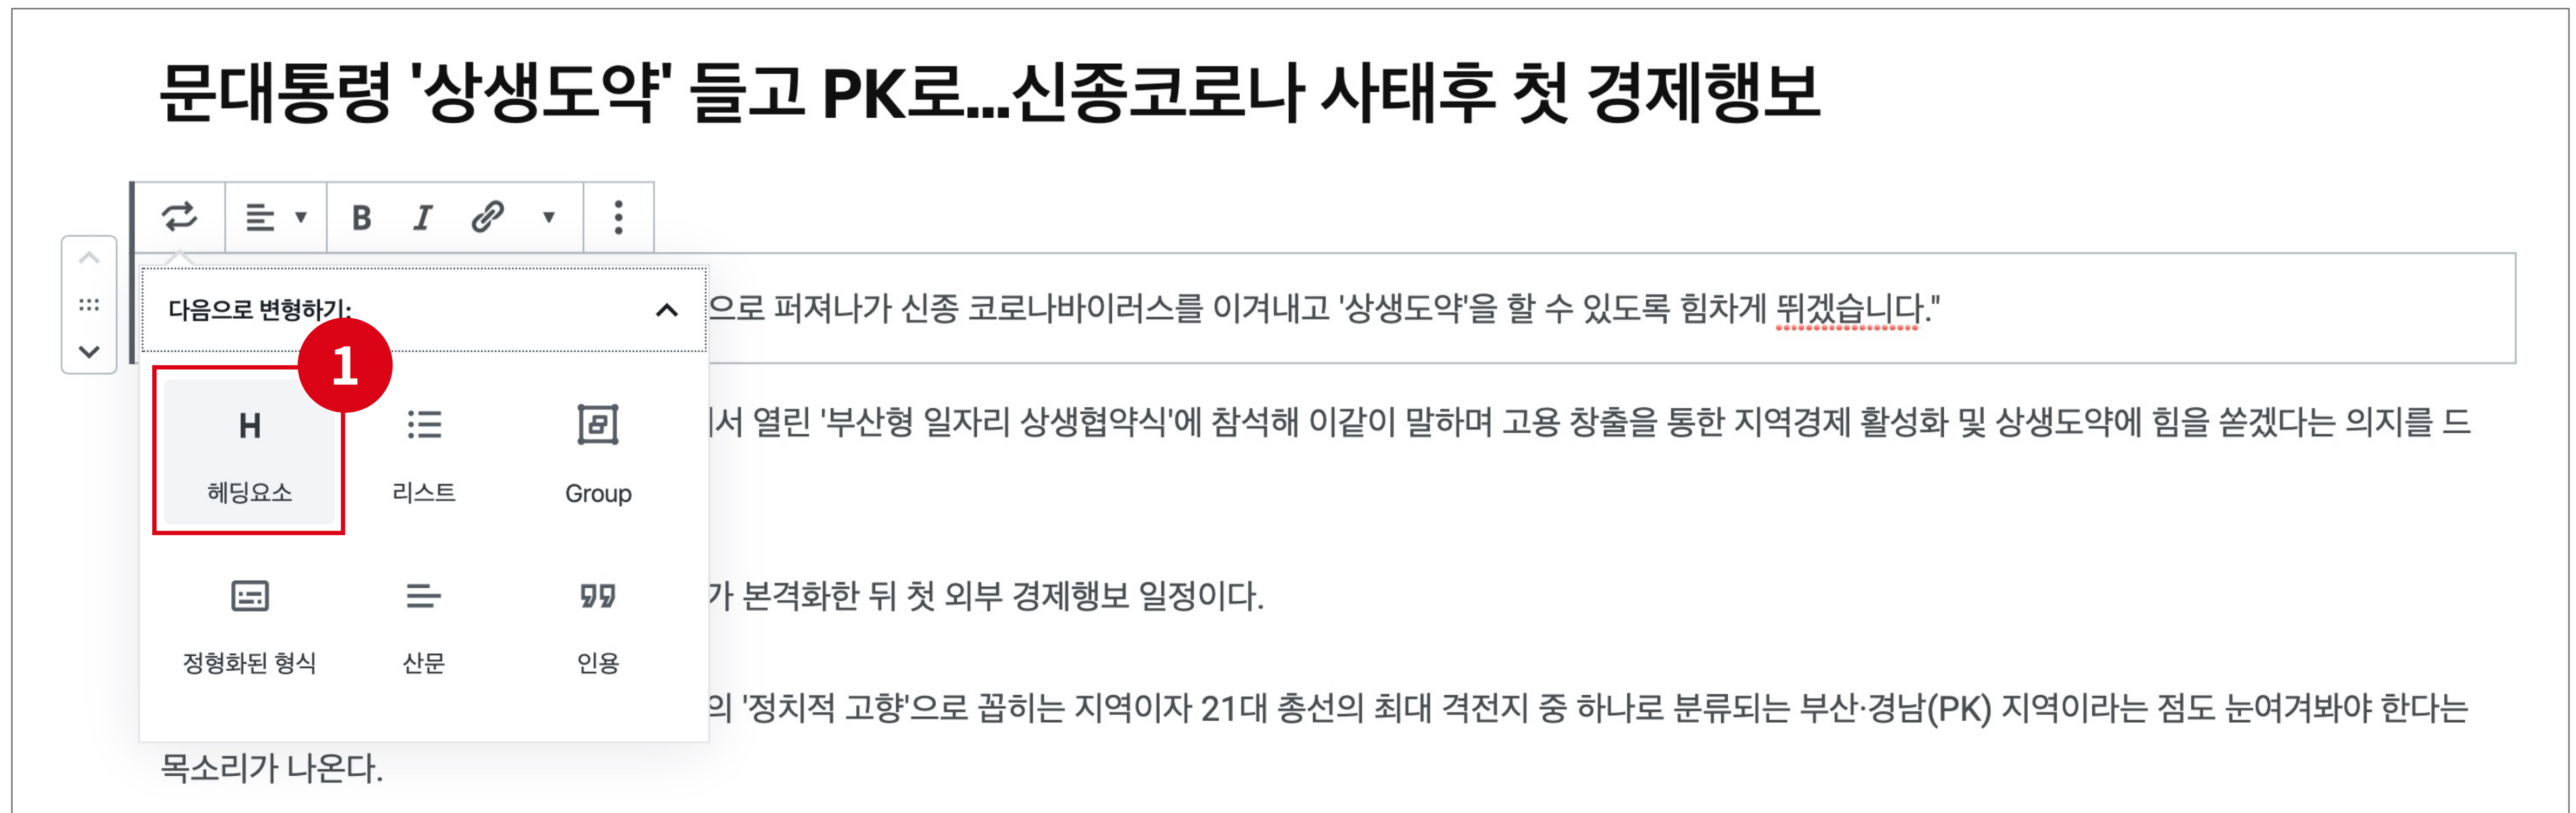 문대통령 '상생도약' 들고 PK로...신종코로나 사태후 첫 경제행보
B I
다음으로 변형하기:
으로 퍼져나가 신종 코로나바이러스를 이겨내고 '상생도약'을 할 수 있도록 힘차게 뛰겠습니다."
1
H
헤딩요소 리스트 Group
서 열린 '부산형 일자리 상생협약식'에 참석해 이같이 말하며 고용 창출을 통한 지역경제 활성화 및 상생도약에 힘을 쏟겠다는 의지를 드
가 본격화한 뒤 첫 외부 경제행보 일정이다.
정형화된 형식 산문 인용
의 '정치적 고향'으로 꼽히는 지역이자 21대 총선의 최대 격전지 중 하나로 분류되는 부산·경남(PK) 지역이라는 점도 눈여겨봐야 한다는
목소리가 나온다.